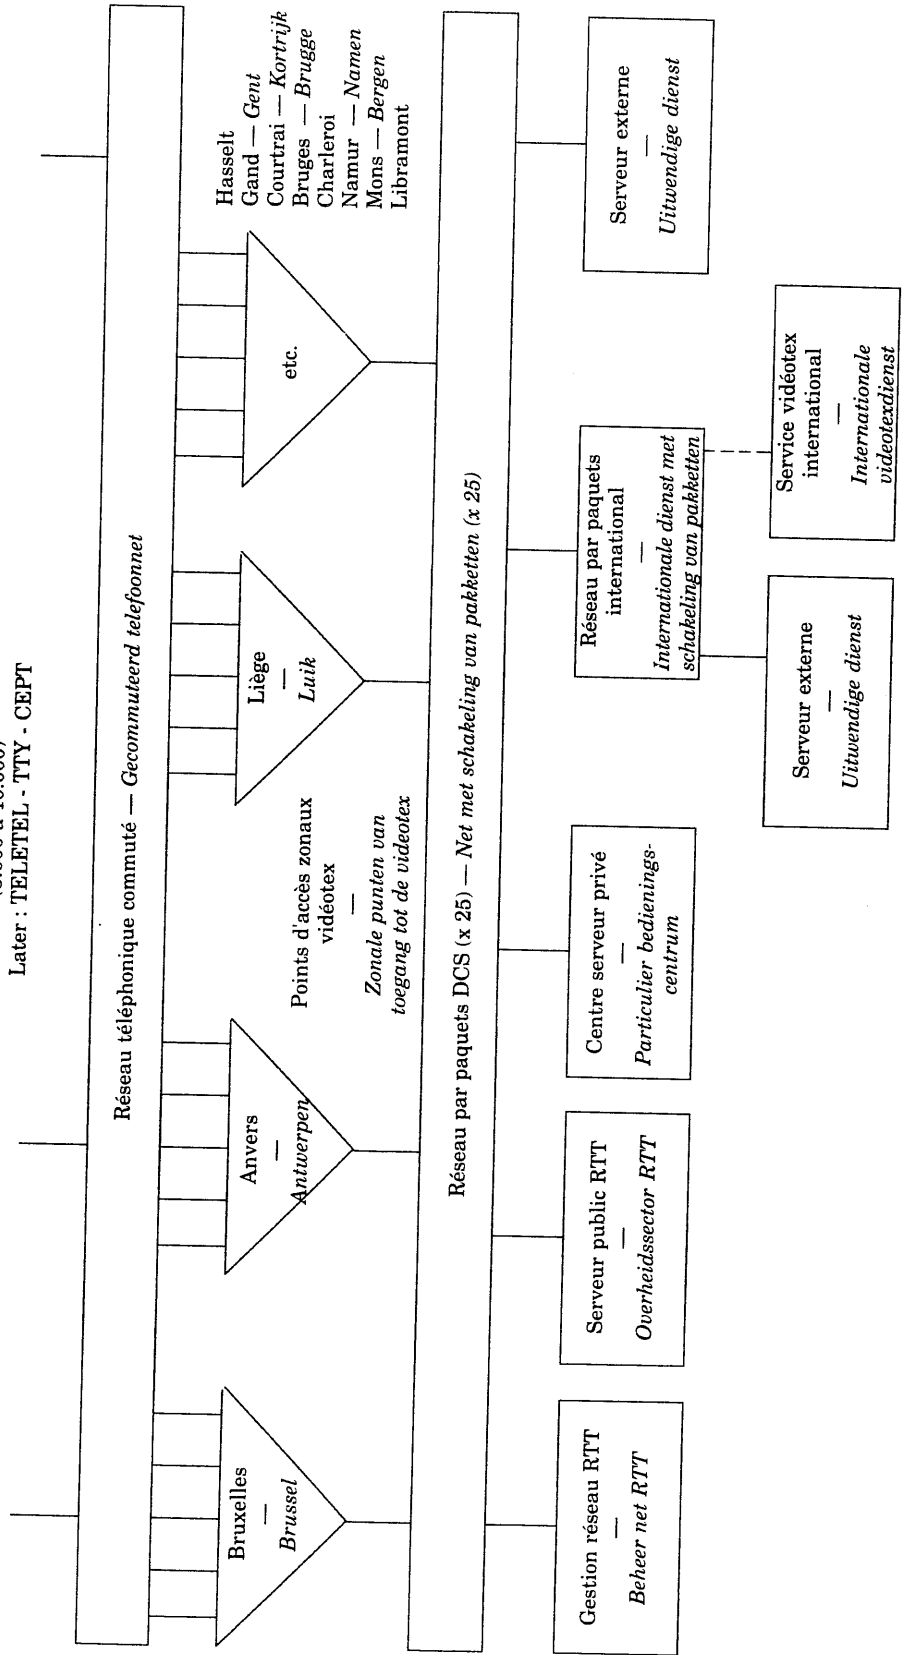 Later : TELETEL - TTY - CEPT
Réseau téléphonique commuté — Gecommuteerd telefoonnet
Bruxelles
—
Brussel
Anvers
—
Antwerpen
Points d'accès zonaux
vidéotex
—
Zonale punten van
toegang tot de videotex
Liège
—
Luik
etc.
Hasselt
Gand — Gent
Courtrai — Kortrijk
Bruges — Brugge
Charleroi
Namur — Namen
Mons — Bergen
Libramont
Réseau par paquets DCS (x 25) — Net met schakeling van pakketten (x 25)
Gestion réseau RTT
—
Beheer net RTT
Serveur public RTT
—
Overheidssector RTT
Centre serveur privé
—
Particulier bedienings-
centrum
Réseau par paquets
international
—
Internationale dienst met
schakeling van pakketten
Serveur externe
—
Uitwendige dienst
Serveur externe
—
Uitwendige dienst
Service vidéotex
international
—
Internationale
videotexdienst